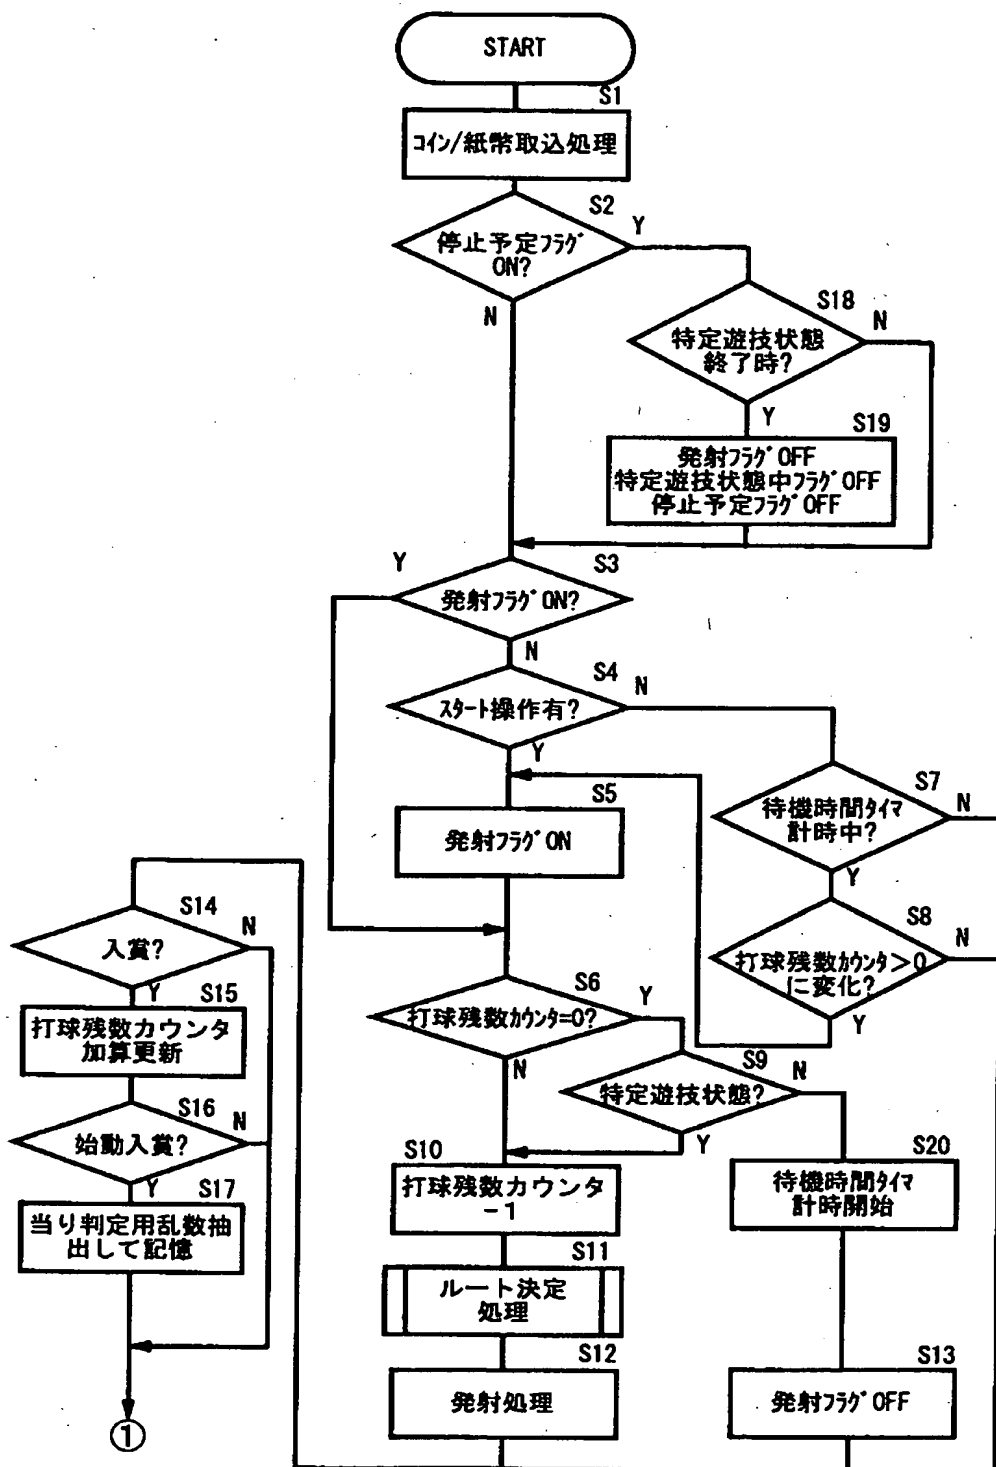 START
S1
コイン/紙幣取込処理
S2
停止予定フラグ
ON?
Y
N
S18
特定遊技状態
終了時?
N
Y
S19
発射フラグOFF
特定遊技状態中フラグOFF
停止予定フラグOFF
S3
Y
発射フラグON?
N
S4
スタート操作有?
N
Y
S7
待機時間タイマ
計時中?
N
Y
S5
発射フラグON
S8
打球残数カウンタ>0
に変化?
N
Y
S6
打球残数カウンタ=0?
Y
N
S9
特定遊技状態?
N
Y
S10
打球残数カウンタ
-1
S20
待機時間タイマ
計時開始
S11
ルート決定
処理
S12
発射処理
S13
発射フラグOFF
S14
入賞?
N
Y
S15
打球残数カウンタ
加算更新
S16
始動入賞?
N
Y
S17
当り判定用乱数抽
出して記憶
①